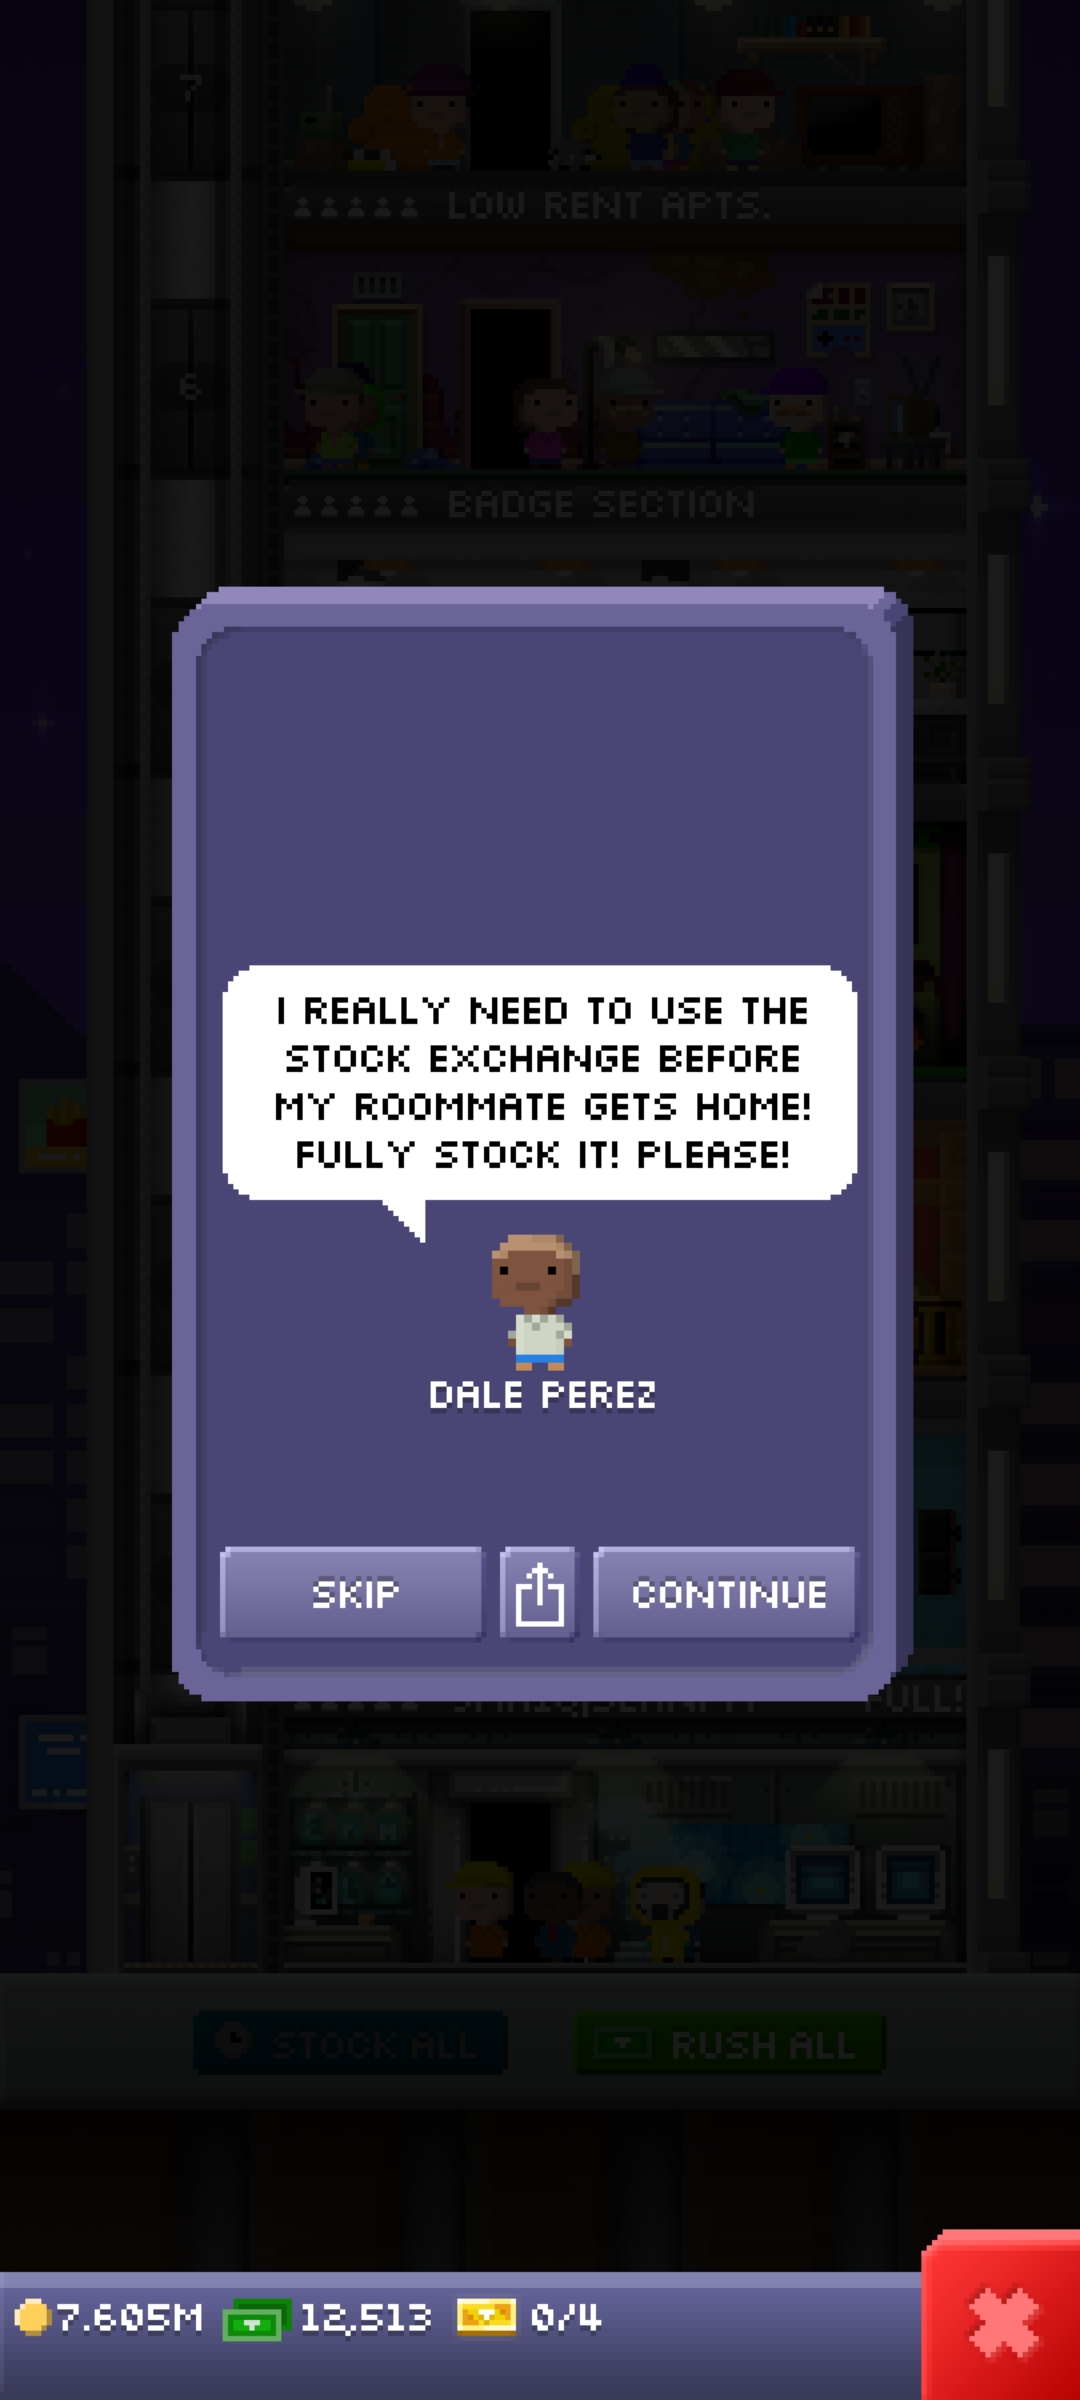 7
LOW RENT APTS.
6
BADGE SECTION
I REALLY NEED TO USE THE
STOCK EXCHANGE BEFORE
MY ROOMMATE GETS HOME!
FULLY STOCK IT! PLEASE!
DALE PEREZ
SKIP
CONTINUE
FULL!
STOCK ALL
RUSH ALL
7.605M
12,513
0/4